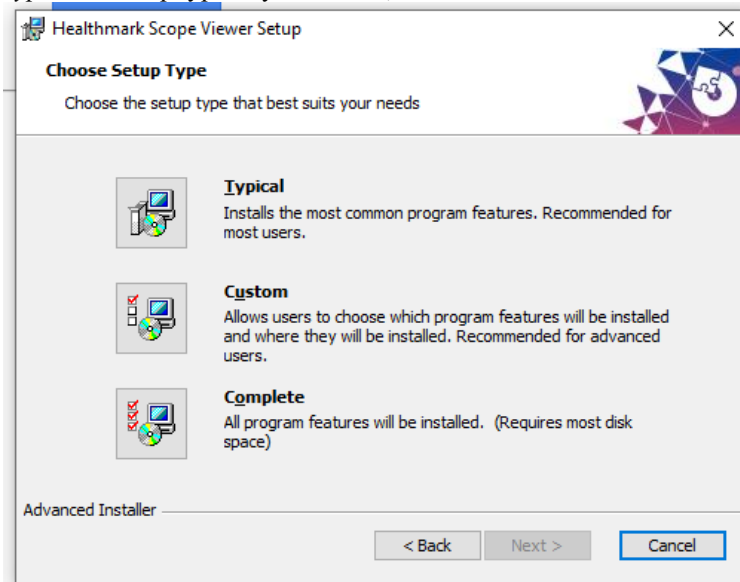 Healthmark Scope Viewer Setup
Choose Setup Type
Choose the setup type that best suits your needs
Typical
Installs the most common program features. Recommended for
most users.
Custom
Allows users to choose which program features will be installed
and where they will be installed. Recommended for advanced
users.
Complete
All program features will be installed. (Requires most disk
space)
Advanced Installer
< Back Next > Cancel